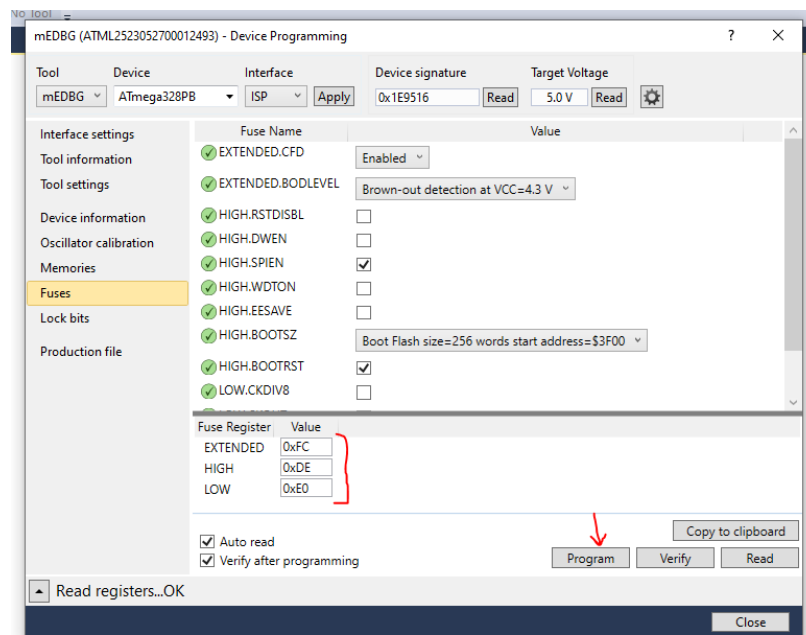 No Tool
mEDBG (ATML2523052700012493) - Device Programming ? X
Tool Device Interface Device signature Target Voltage
mEDBG ATmega328PB ISP Apply 0x1E9516 Read 5.0 V Read
Interface settings
Tool information
Tool settings
Device information
Oscillator calibration
Memories
Fuses
Lock bits
Production file
Fuse Name Value
EXTENDED.CFD Enabled
EXTENDED.BODLEVEL Brown-out detection at VCC=4.3 V
HIGH.RSTDISBL
HIGH.DWEN
HIGH.SPIEN
HIGH.WDTON
HIGH.EESAVE
HIGH.BOOTSZ Boot Flash size=256 words start address=$3F00
HIGH.BOOTRST
LOW.CKDIV8
Fuse Register Value
EXTENDED 0xFC
HIGH 0xDE
LOW 0xE0
Auto read
Verify after programming
Copy to clipboard
Program Verify Read
Read registers...OK
Close